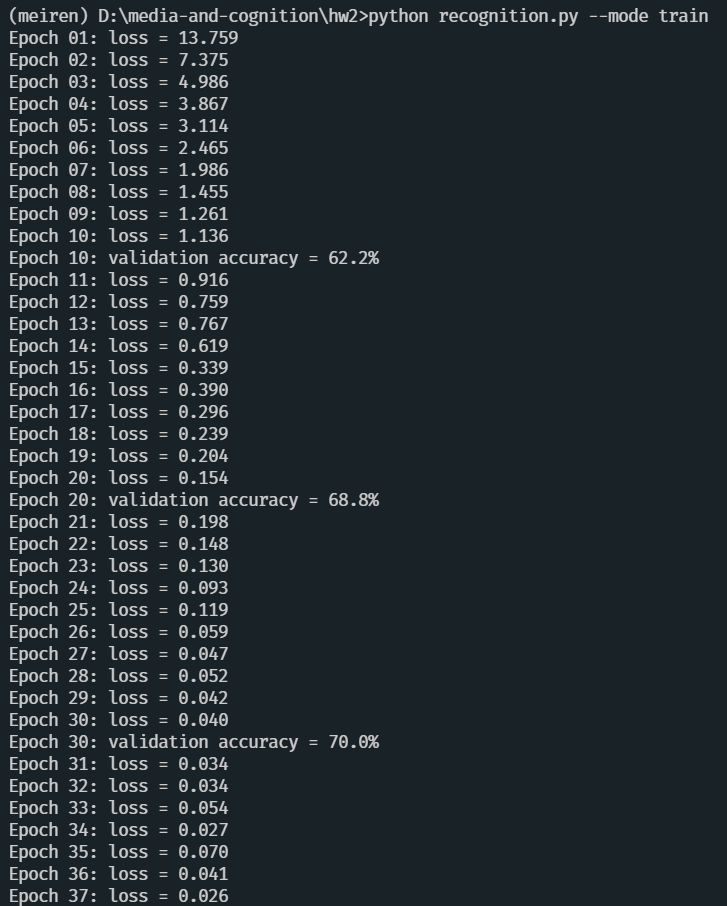 (meiren) D:\media-and-cognition\hw2>python recognition.py --mode train
Epoch 01: loss = 13.759
Epoch 02: loss = 7.375
Epoch 03: loss = 4.986
Epoch 04: loss = 3.867
Epoch 05: loss = 3.114
Epoch 06: loss = 2.465
Epoch 07: loss = 1.986
Epoch 08: loss = 1.455
Epoch 09: loss = 1.261
Epoch 10: loss = 1.136
Epoch 10: validation accuracy = 62.2%
Epoch 11: loss = 0.916
Epoch 12: loss = 0.759
Epoch 13: loss = 0.767
Epoch 14: loss = 0.619
Epoch 15: loss = 0.339
Epoch 16: loss = 0.390
Epoch 17: loss = 0.296
Epoch 18: loss = 0.239
Epoch 19: loss = 0.204
Epoch 20: loss = 0.154
Epoch 20: validation accuracy = 68.8%
Epoch 21: loss = 0.198
Epoch 22: loss = 0.148
Epoch 23: loss = 0.130
Epoch 24: loss = 0.093
Epoch 25: loss = 0.119
Epoch 26: loss = 0.059
Epoch 27: loss = 0.047
Epoch 28: loss = 0.052
Epoch 29: loss = 0.042
Epoch 30: loss = 0.040
Epoch 30: validation accuracy = 70.0%
Epoch 31: loss = 0.034
Epoch 32: loss = 0.034
Epoch 33: loss = 0.054
Epoch 34: loss = 0.027
Epoch 35: loss = 0.070
Epoch 36: loss = 0.041
Epoch 37: loss = 0.026